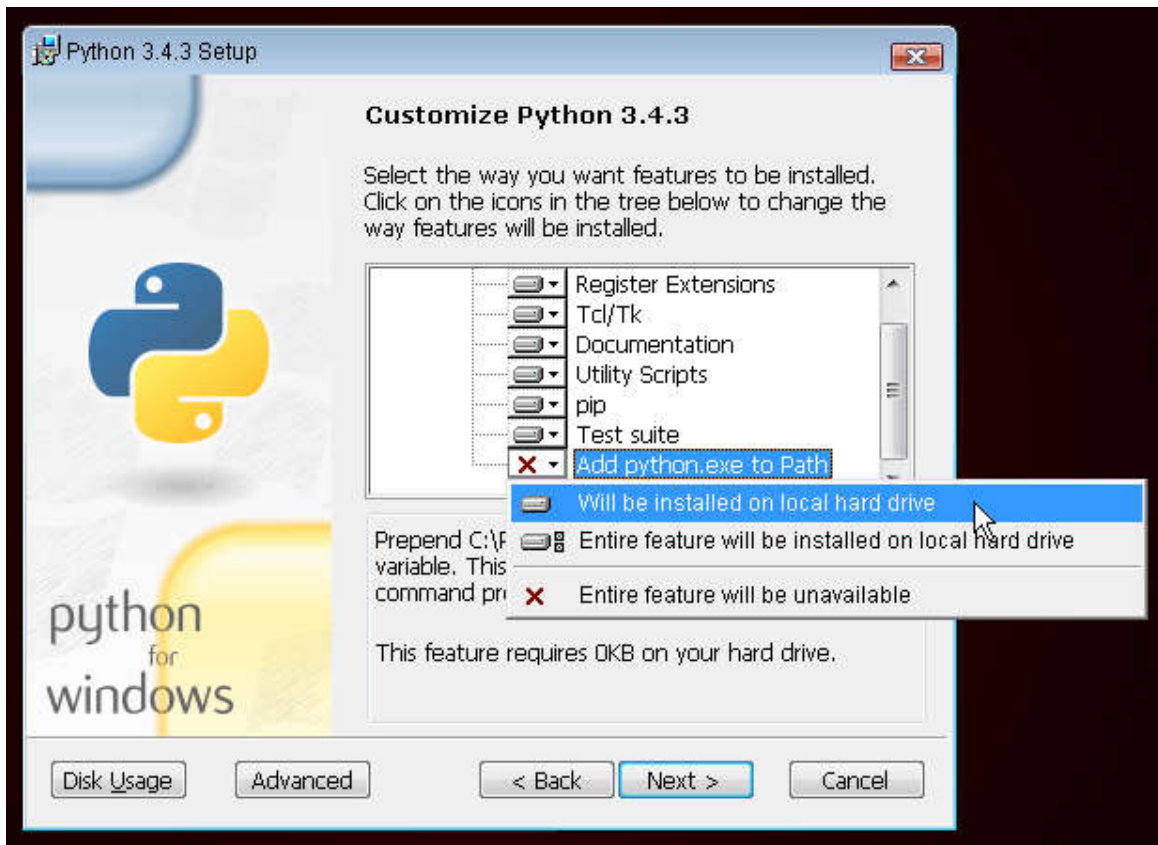 Python 3.4.3 Setup
Customize Python 3.4.3
Select the way you want features to be installed.
Click on the icons in the tree below to change the
way features will be installed.
Register Extensions
Tcl/Tk
Documentation
Utility Scripts
pip
Test suite
Add python.exe to Path
Will be installed on local hard drive
Entire feature will be installed on local hard drive
Entire feature will be unavailable
Prepend C:\
variable. This
command
This feature requires 0KB on your hard drive.
python
for
windows
Disk Usage
Advanced
< Back
Next >
Cancel